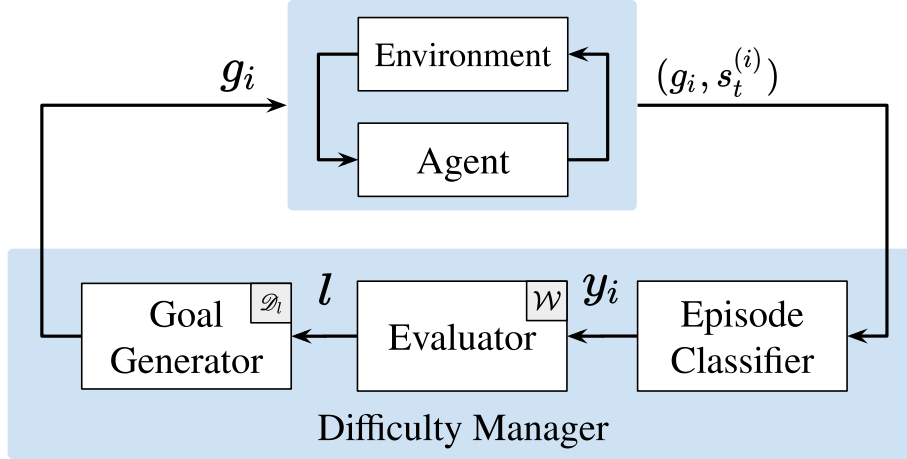 Environment
g_i
(g_i, s_t^{(i)})
Agent
𝒟_l
l
𝒲
y_i
Goal
Generator
Evaluator
Episode
Classifier
Difficulty Manager